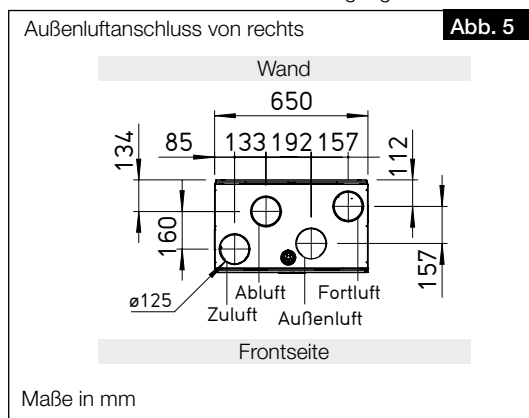 Außenluftanschluss von rechts
Abb. 5
Wand
650
85 133 192 157
134
112
160
157
ø125
Abluft Fortluft
Zuluft Außenluft
Frontseite
Maße in mm